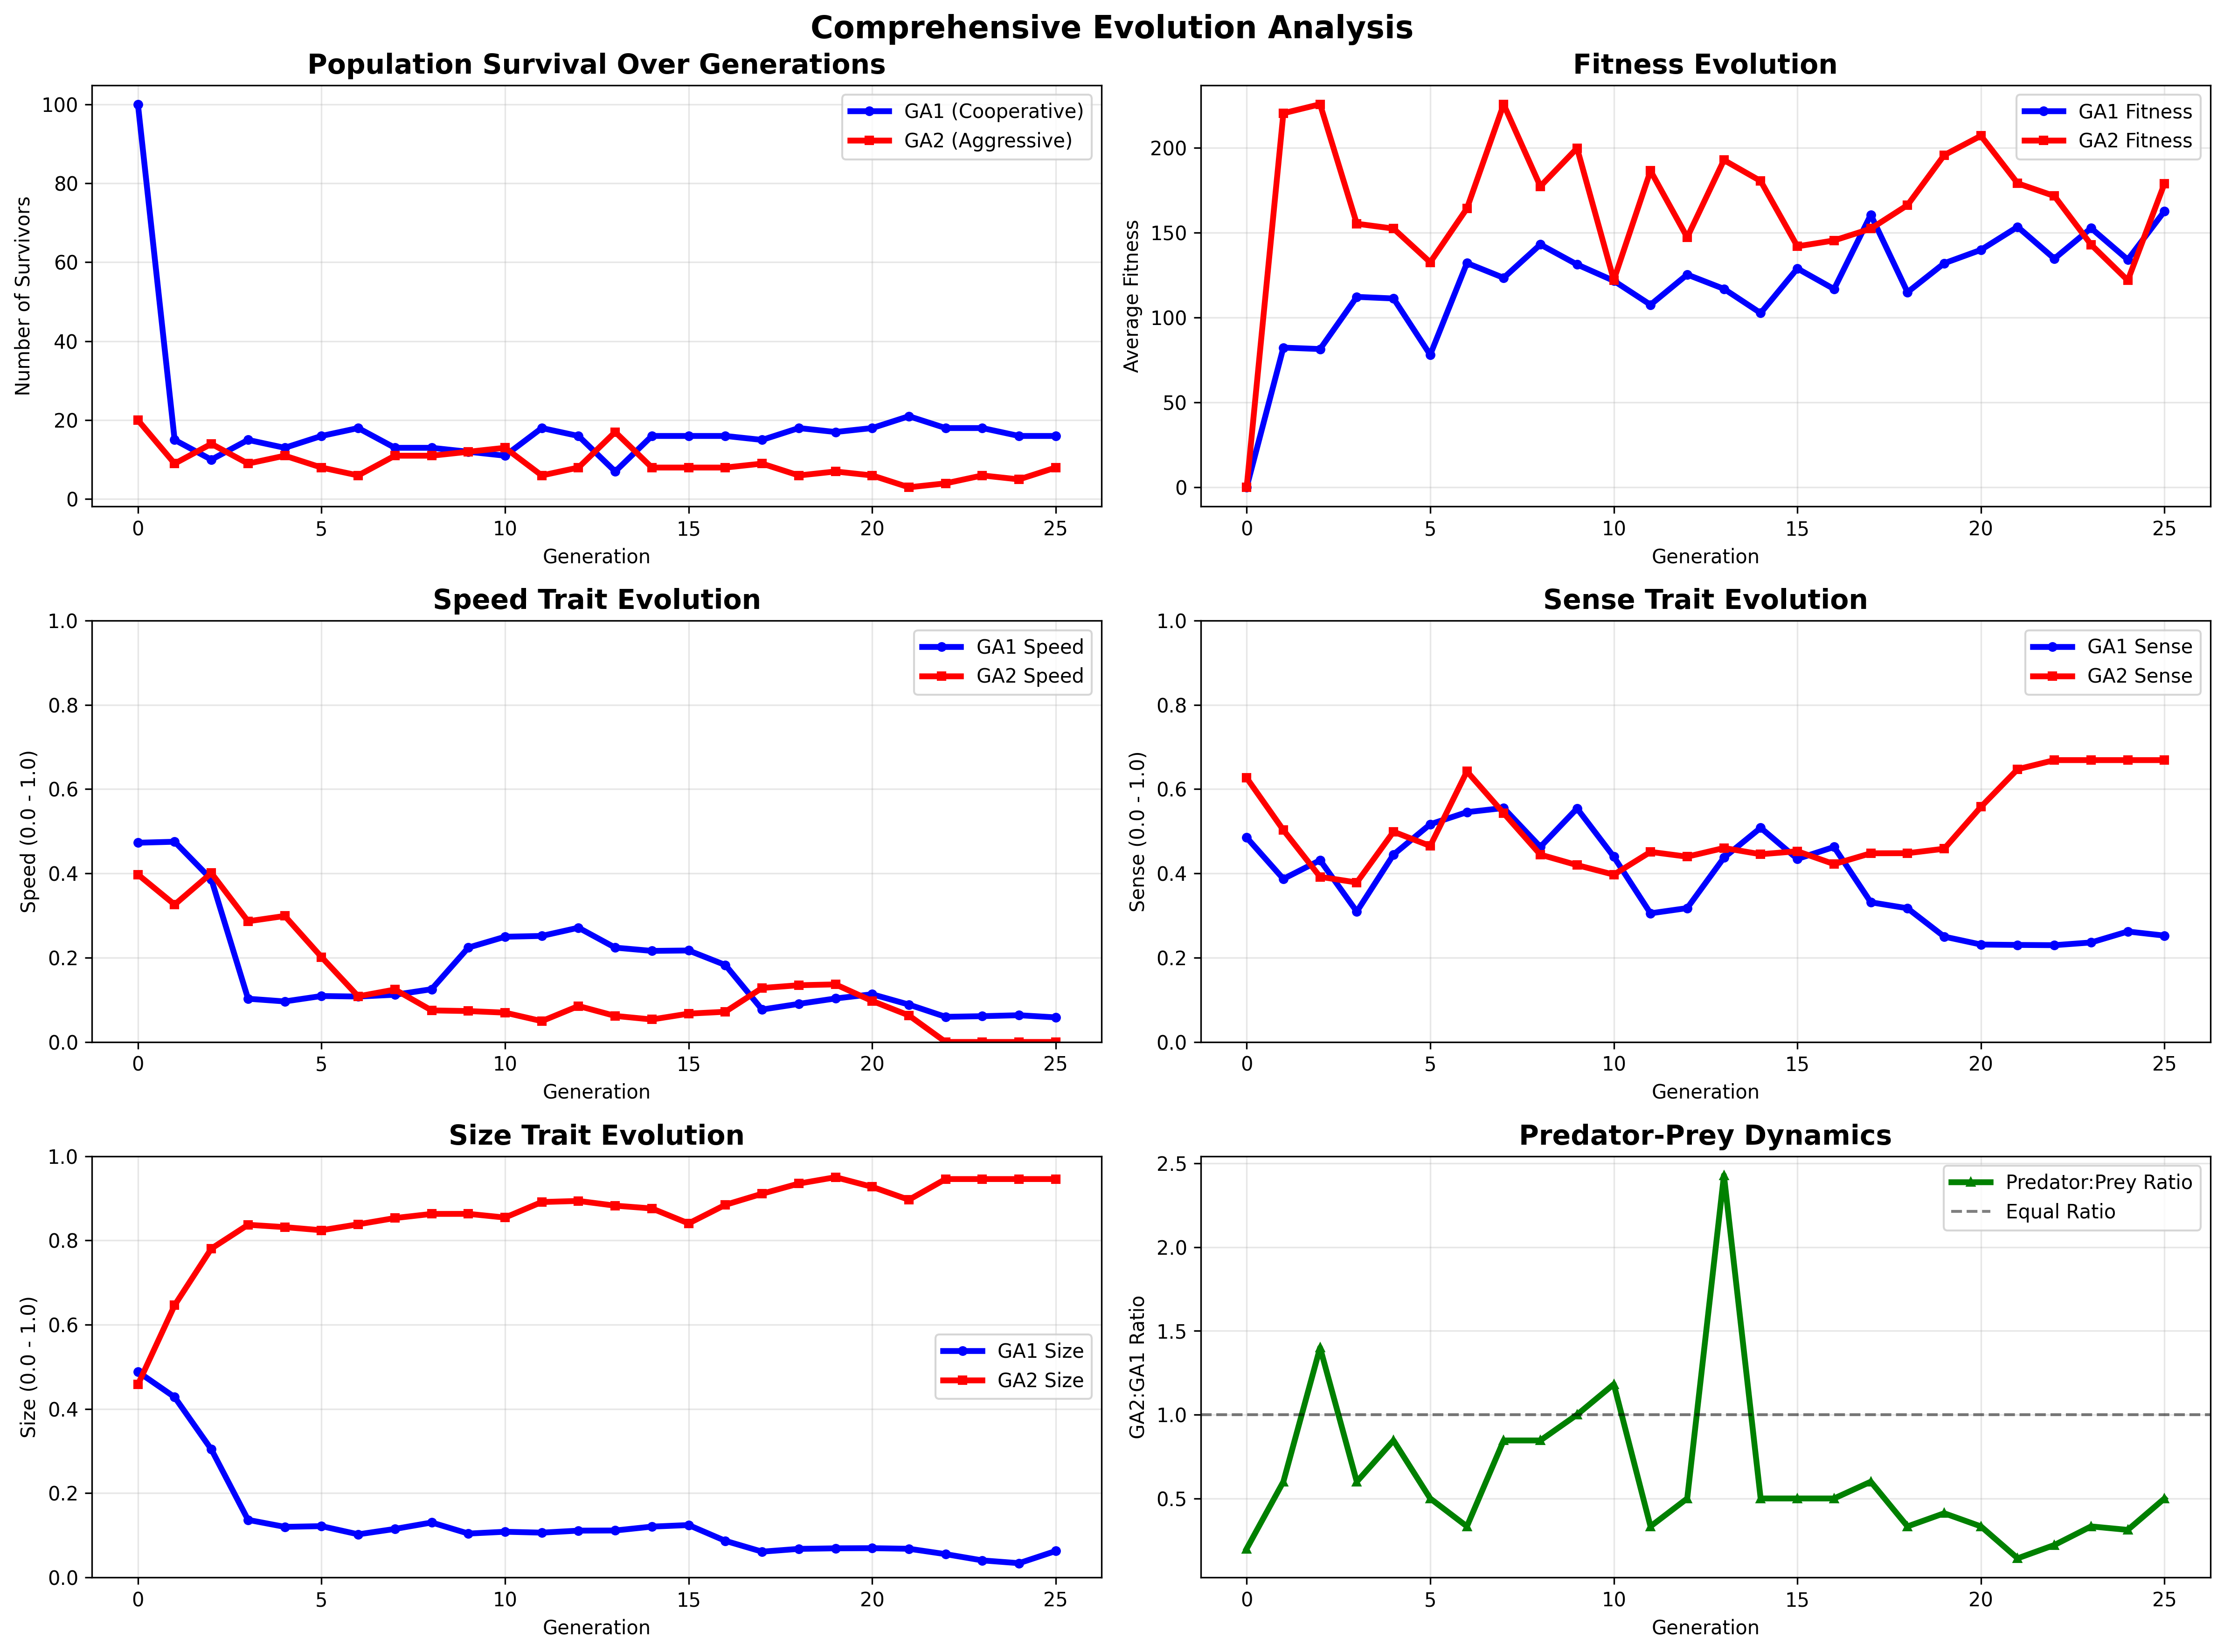 Comprehensive Evolution Analysis
Population Survival Over Generations
Number of Survivors
100
80
60
40
20
0
GA1 (Cooperative)
GA2 (Aggressive)
0 5 10 15 20 25
Generation
Fitness Evolution
Average Fitness
200
150
100
50
0
GA1 Fitness
GA2 Fitness
0 5 10 15 20 25
Generation
Speed Trait Evolution
Speed (0.0 - 1.0)
1.0
0.8
0.6
0.4
0.2
0.0
GA1 Speed
GA2 Speed
0 5 10 15 20 25
Generation
Sense Trait Evolution
Sense (0.0 - 1.0)
1.0
0.8
0.6
0.4
0.2
0.0
GA1 Sense
GA2 Sense
0 5 10 15 20 25
Generation
Size Trait Evolution
Size (0.0 - 1.0)
1.0
0.8
0.6
0.4
0.2
0.0
GA1 Size
GA2 Size
0 5 10 15 20 25
Generation
Predator-Prey Dynamics
GA2:GA1 Ratio
2.5
2.0
1.5
1.0
0.5
Predator:Prey Ratio
Equal Ratio
0 5 10 15 20 25
Generation